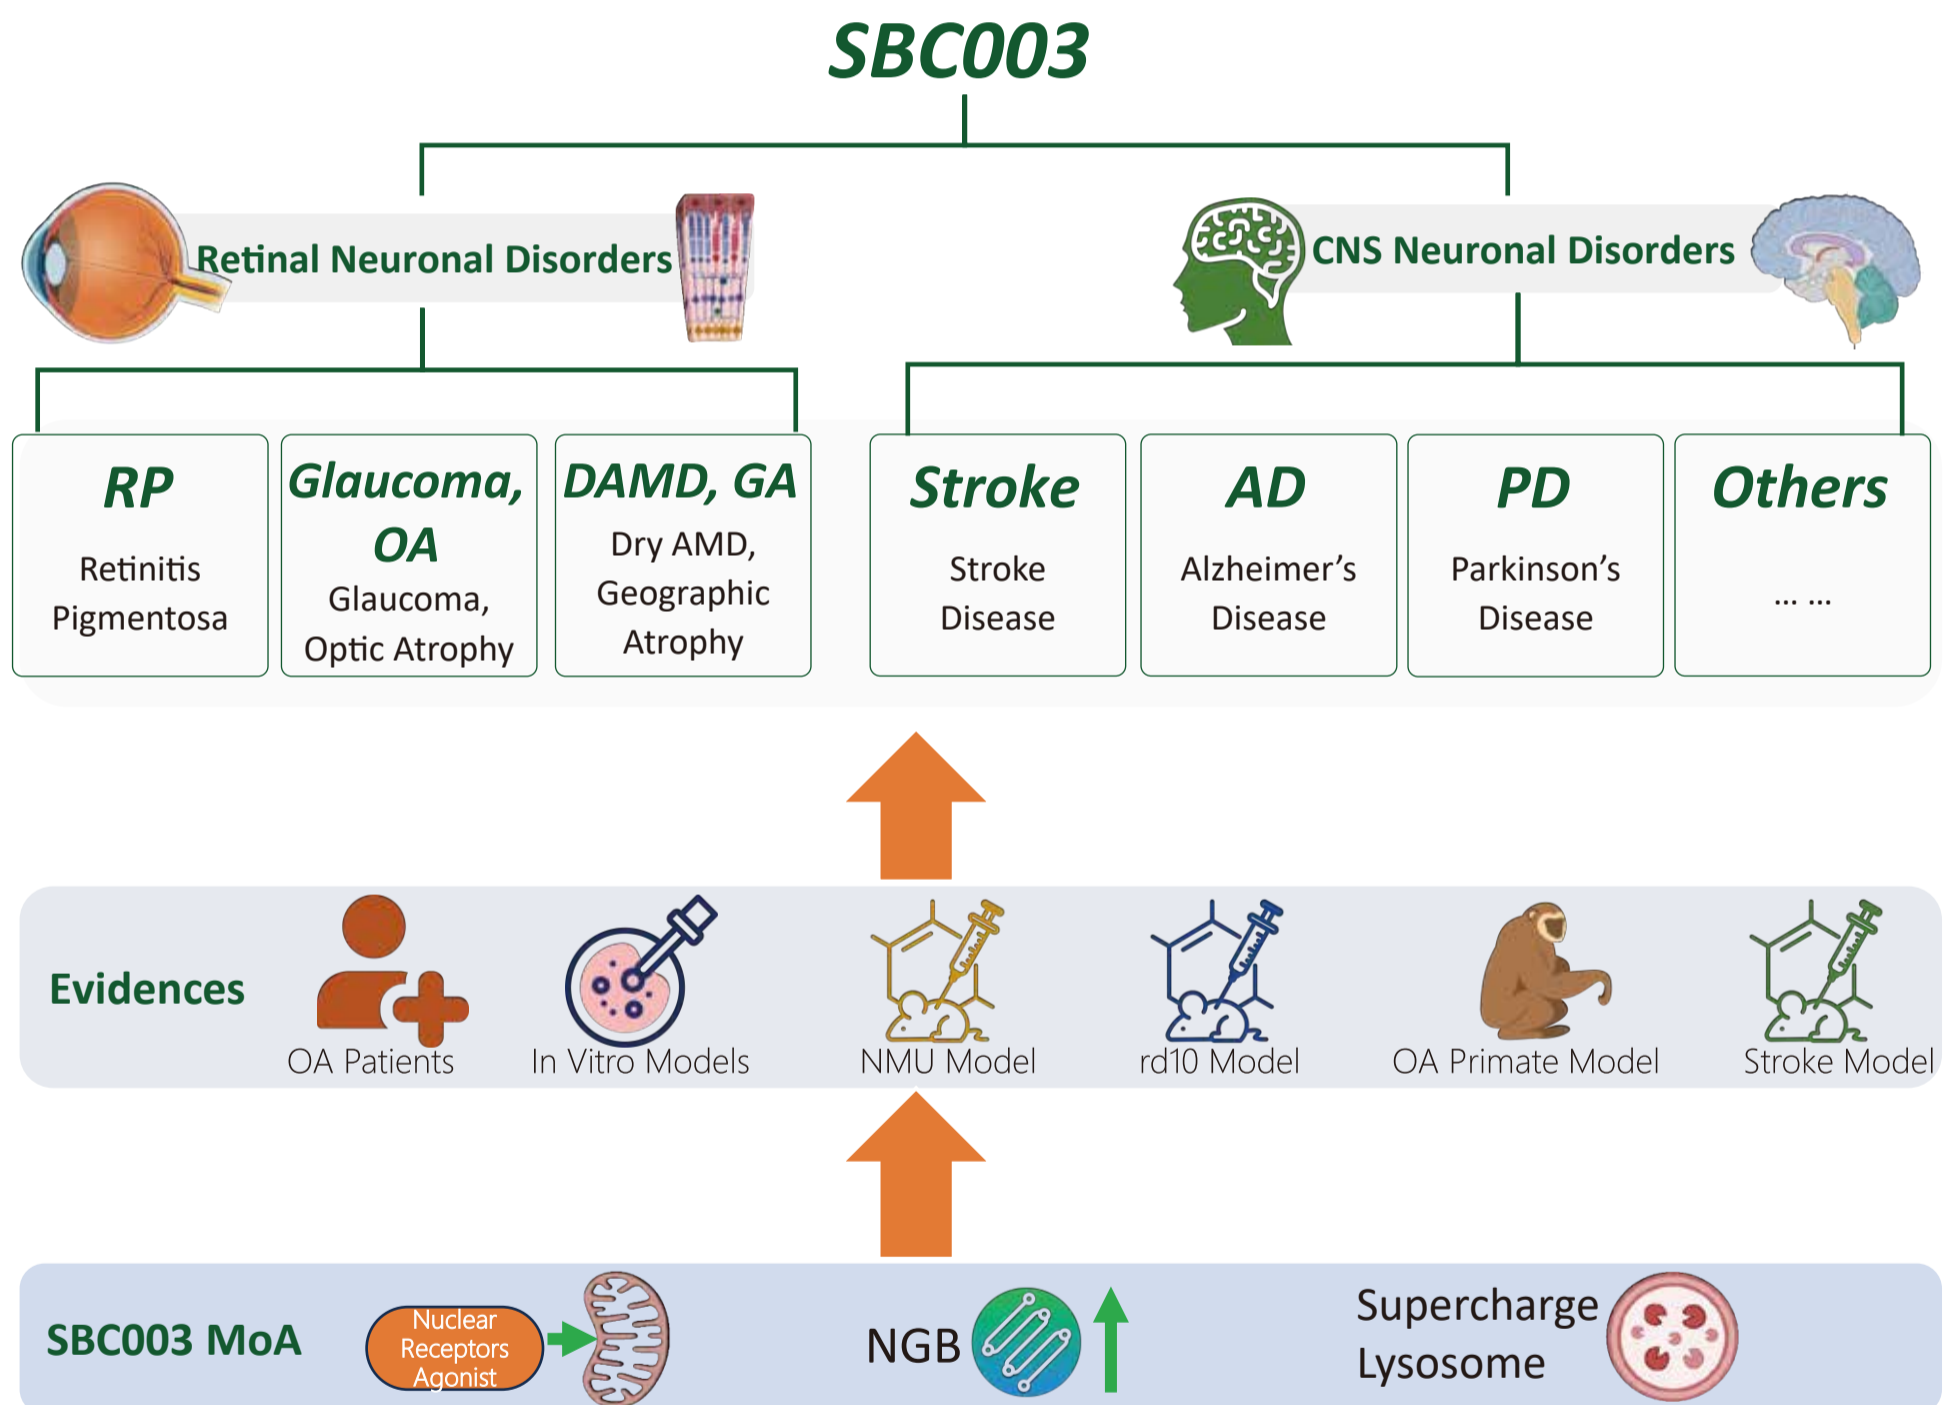 SBC003
Retinal Neuronal Disorders
CNS Neuronal Disorders
RP
Retinitis
Pigmentosa
Glaucoma,
OA
Glaucoma,
Optic Atrophy
DAMD, GA
Dry AMD,
Geographic
Atrophy
Stroke
Stroke
Disease
AD
Alzheimer’s
Disease
PD
Parkinson’s
Disease
Others
... ...
Evidences
OA Patients
In Vitro Models
NMU Model
rd10 Model
OA Primate Model
Stroke Model
SBC003 MoA
Nuclear
Receptors
Agonist
NGB
Supercharge
Lysosome